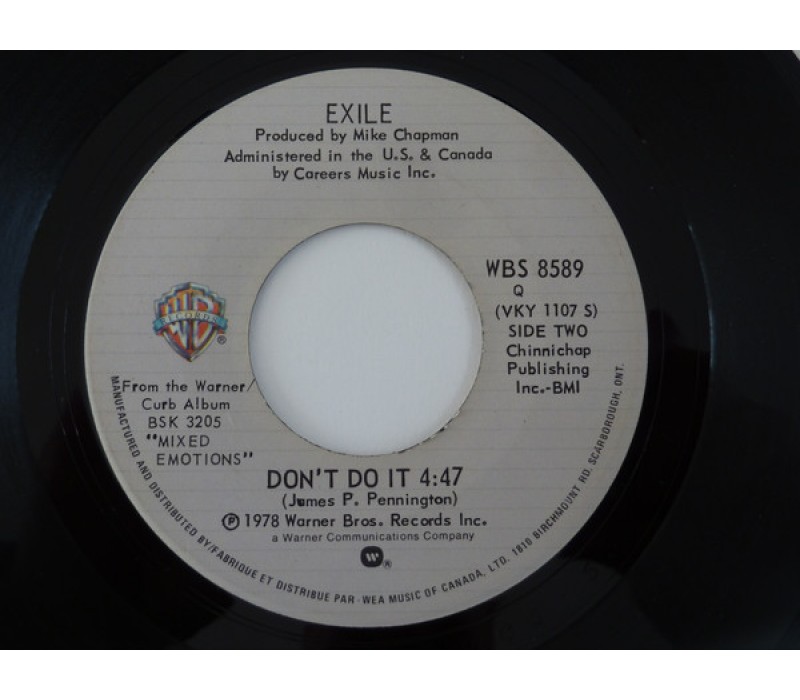 EXILE
Produced by Mike Chapman
Administered in the U.S. & Canada
by Careers Music Inc.
WB
RECORDS
®
WBS 8589
Q
(VKY 1107 S)
SIDE TWO
Chinnichap
Publishing
Inc.-BMI
From the Warner/
Curb Album
BSK 3205
"MIXED
EMOTIONS"
DON'T DO IT 4:47
(James P. Pennington)
℗ 1978 Warner Bros. Records Inc.
a Warner Communications Company
®
MANUFACTURED AND DISTRIBUTED BY/FABRIQUE ET DISTRIBUE PAR - WEA MUSIC OF CANADA, LTD. 1810 BIRCHMOUNT RD. SCARBOROUGH, ONT.